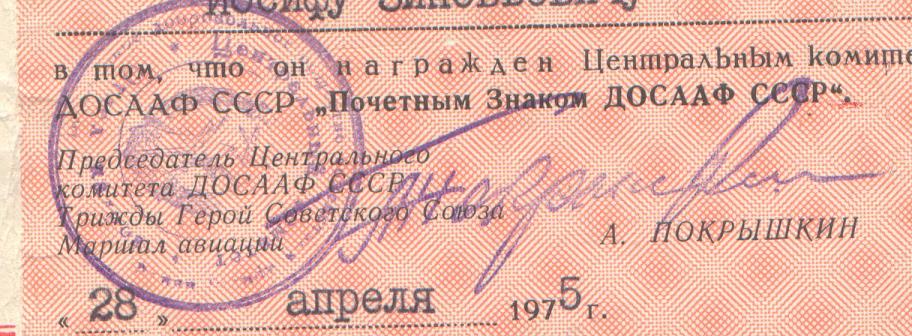 Иосифу Зиновьевичу
в том, что он награжден Центральным комите
ДОСААФ СССР „Почетным Знаком ДОСААФ СССР“.
Председатель Центрального
комитета ДОСААФ СССР
Трижды Герой Советского Союза
Маршал авиации
А. ПОКРЫШКИН
„ 28 “ апреля 1975 г.